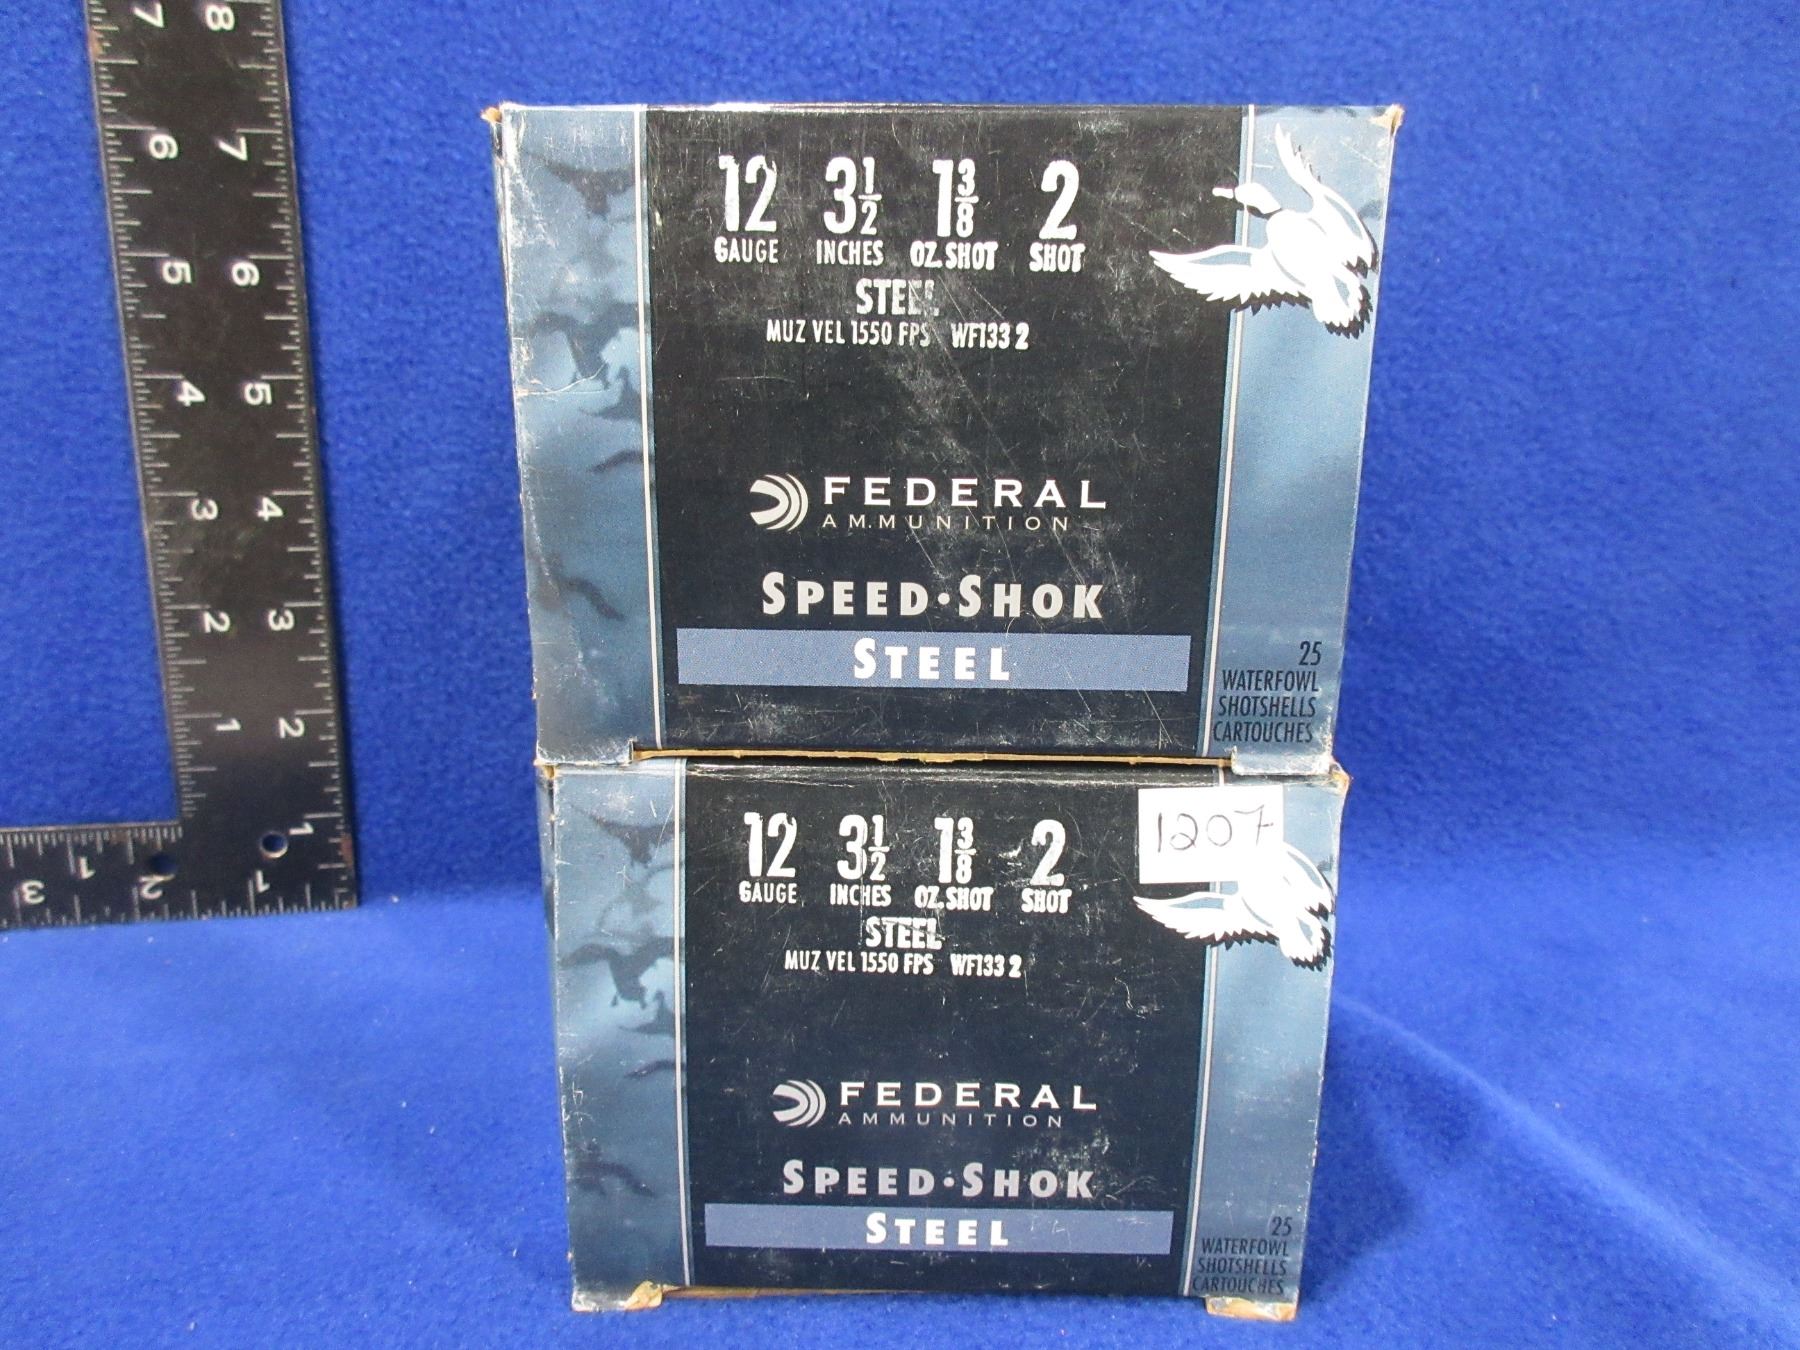 12 3½ 1⅜ 2
GAUGE INCHES OZ. SHOT SHOT
STEEL
MUZ VEL 1550 FPS WF133 2
FEDERAL
AMMUNITION
SPEED•SHOK
STEEL
25
WATERFOWL
SHOTSHELLS
CARTOUCHES
12 3½ 1⅜ 2
GAUGE INCHES OZ. SHOT SHOT
1207
STEEL
MUZ VEL 1550 FPS WF133 2
FEDERAL
AMMUNITION
SPEED•SHOK
STEEL
25
WATERFOWL
SHOTSHELLS
CARTOUCHES
7 8
6 7
5 6
4 5
3 4
2 3
1 2
1
3 1 2 1